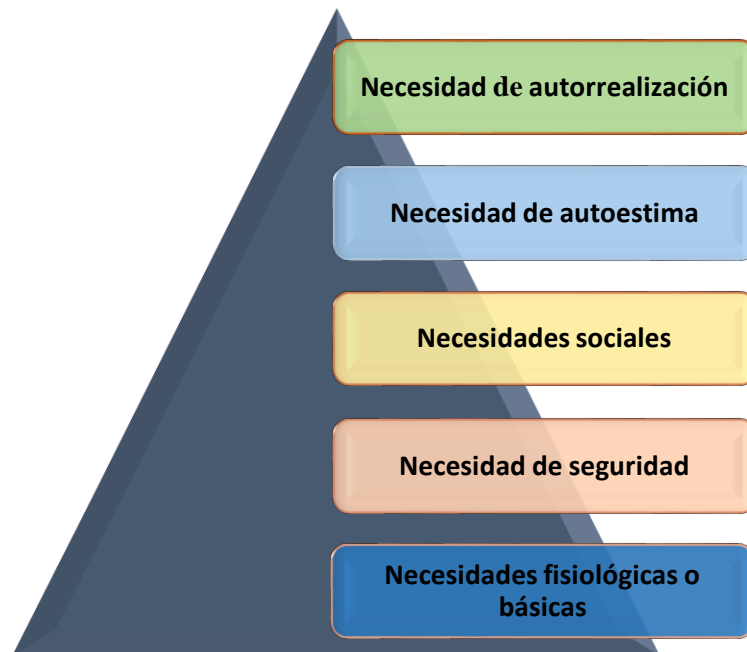 Necesidad de autorrealización
Necesidad de autoestima
Necesidades sociales
Necesidad de seguridad
Necesidades fisiológicas o
básicas